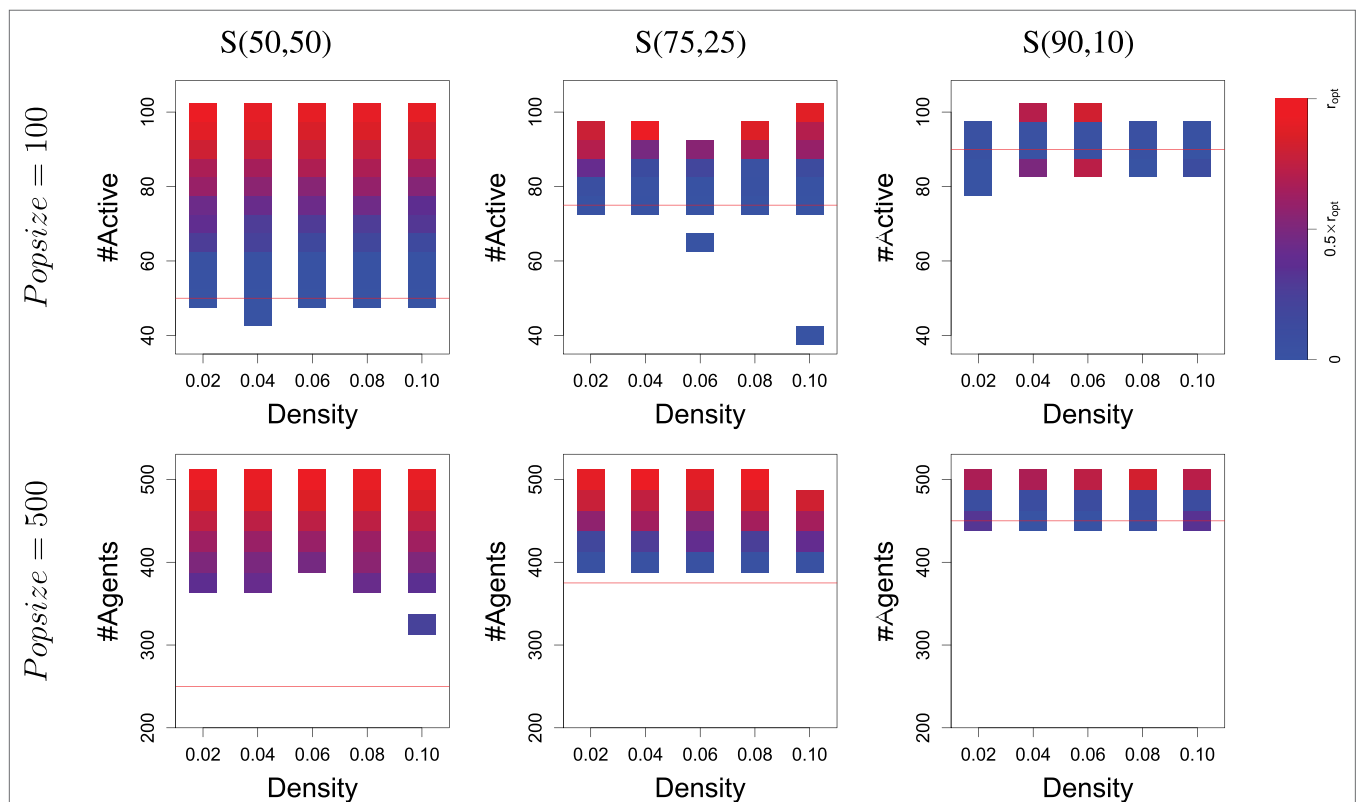 S(50,50) S(75,25) S(90,10)
Popsize = 100
#Active
100
80
60
40
0.02 0.04 0.06 0.08 0.10
Density
#Active
100
80
60
40
0.02 0.04 0.06 0.08 0.10
Density
#Active
100
80
60
40
0.02 0.04 0.06 0.08 0.10
Density
r_opt
0.5×r_opt
0
Popsize = 500
#Agents
500
400
300
200
0.02 0.04 0.06 0.08 0.10
Density
#Agents
500
400
300
200
0.02 0.04 0.06 0.08 0.10
Density
#Agents
500
400
300
200
0.02 0.04 0.06 0.08 0.10
Density